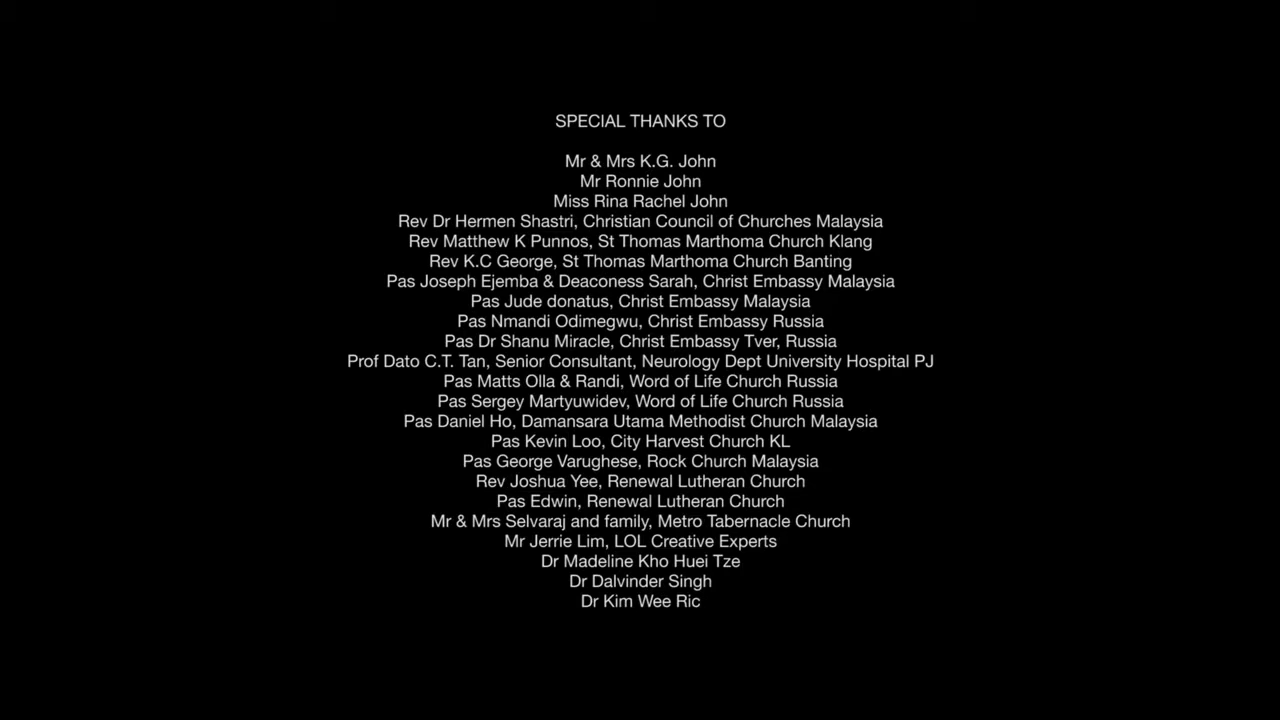 SPECIAL THANKS TO
Mr & Mrs K.G. John
Mr Ronnie John
Miss Rina Rachel John
Rev Dr Hermen Shastri, Christian Council of Churches Malaysia
Rev Matthew K Punnos, St Thomas Marthoma Church Klang
Rev K.C George, St Thomas Marthoma Church Banting
Pas Joseph Ejemba & Deaconess Sarah, Christ Embassy Malaysia
Pas Jude donatus, Christ Embassy Malaysia
Pas Nmandi Odimegwu, Christ Embassy Russia
Pas Dr Shanu Miracle, Christ Embassy Tver, Russia
Prof Dato C.T. Tan, Senior Consultant, Neurology Dept University Hospital PJ
Pas Matts Olla & Randi, Word of Life Church Russia
Pas Sergey Martyuwidev, Word of Life Church Russia
Pas Daniel Ho, Damansara Utama Methodist Church Malaysia
Pas Kevin Loo, City Harvest Church KL
Pas George Varughese, Rock Church Malaysia
Rev Joshua Yee, Renewal Lutheran Church
Pas Edwin, Renewal Lutheran Church
Mr & Mrs Selvaraj and family, Metro Tabernacle Church
Mr Jerrie Lim, LOL Creative Experts
Dr Madeline Kho Huei Tze
Dr Dalvinder Singh
Dr Kim Wee Ric